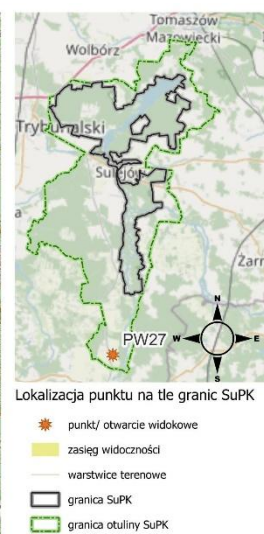 Tomaszów
Mazowiecki
Wolbórz
Trybunalski
Sulejów
a
Żarn
PW27
N
W
E
S
Lokalizacja punktu na tle granic SuPK
punkt/ otwarcie widokowe
zasięg widoczności
warstwice terenowe
granica SuPK
granica otuliny SuPK